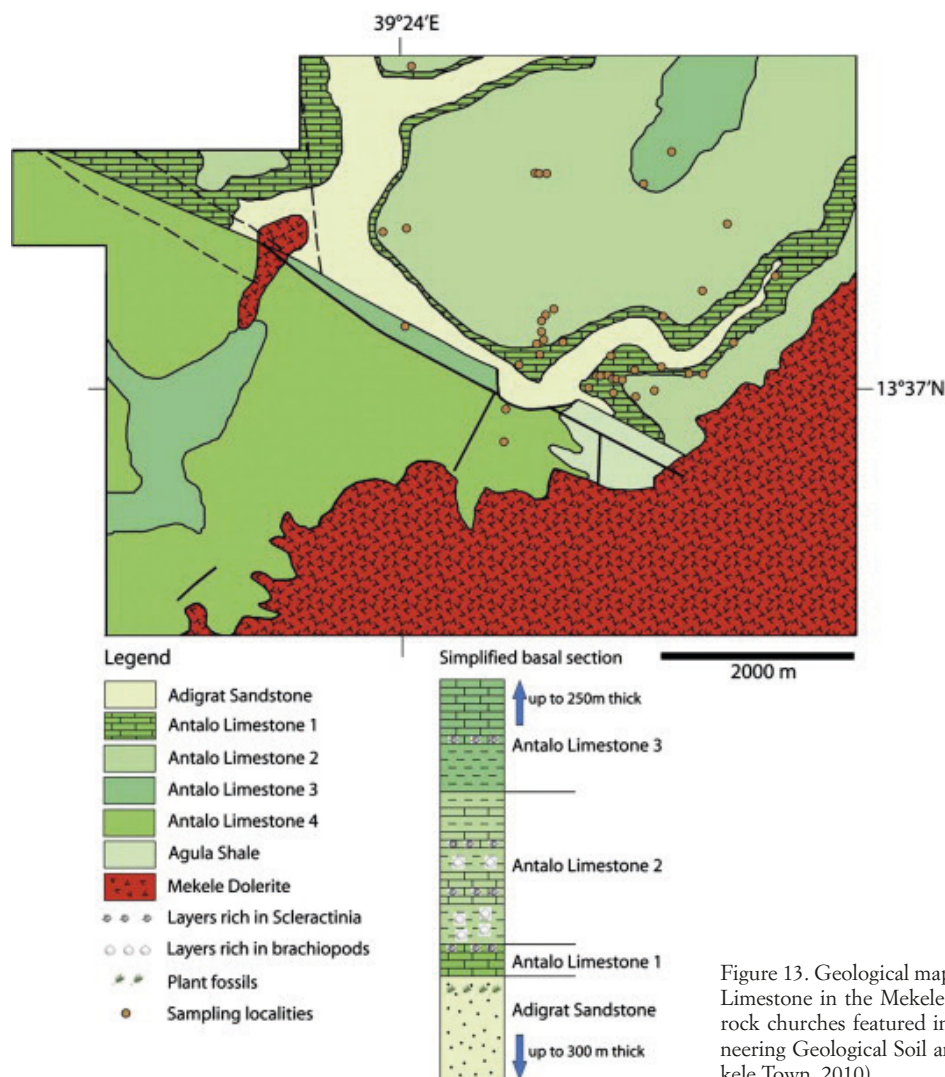 39°24'E
13°37'N
Legend
Adigrat Sandstone
Antalo Limestone 1
Antalo Limestone 2
Antalo Limestone 3
Antalo Limestone 4
Agula Shale
Mekele Dolerite
Layers rich in Scleractinia
Layers rich in brachiopods
Plant fossils
Sampling localities
Simplified basal section
up to 250m thick
Antalo Limestone 3
Antalo Limestone 2
Antalo Limestone 1
Adigrat Sandstone
up to 300 m thick
2000 m
Figure 13. Geological map
Limestone in the Mekele
rock churches featured in
neering Geological Soil an
kele Town, 2010)